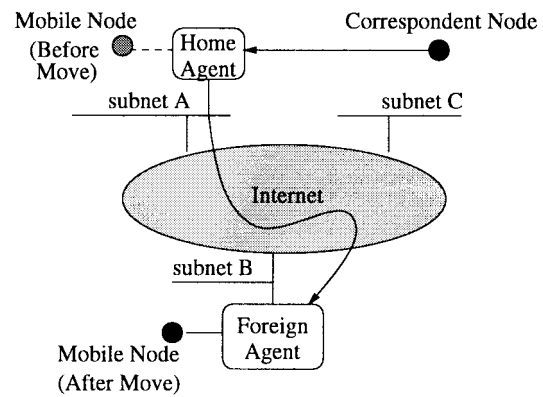 Mobile Node
(Before
Move)
Home
Agent
Correspondent Node
subnet A
subnet C
Internet
subnet B
Foreign
Agent
Mobile Node
(After Move)